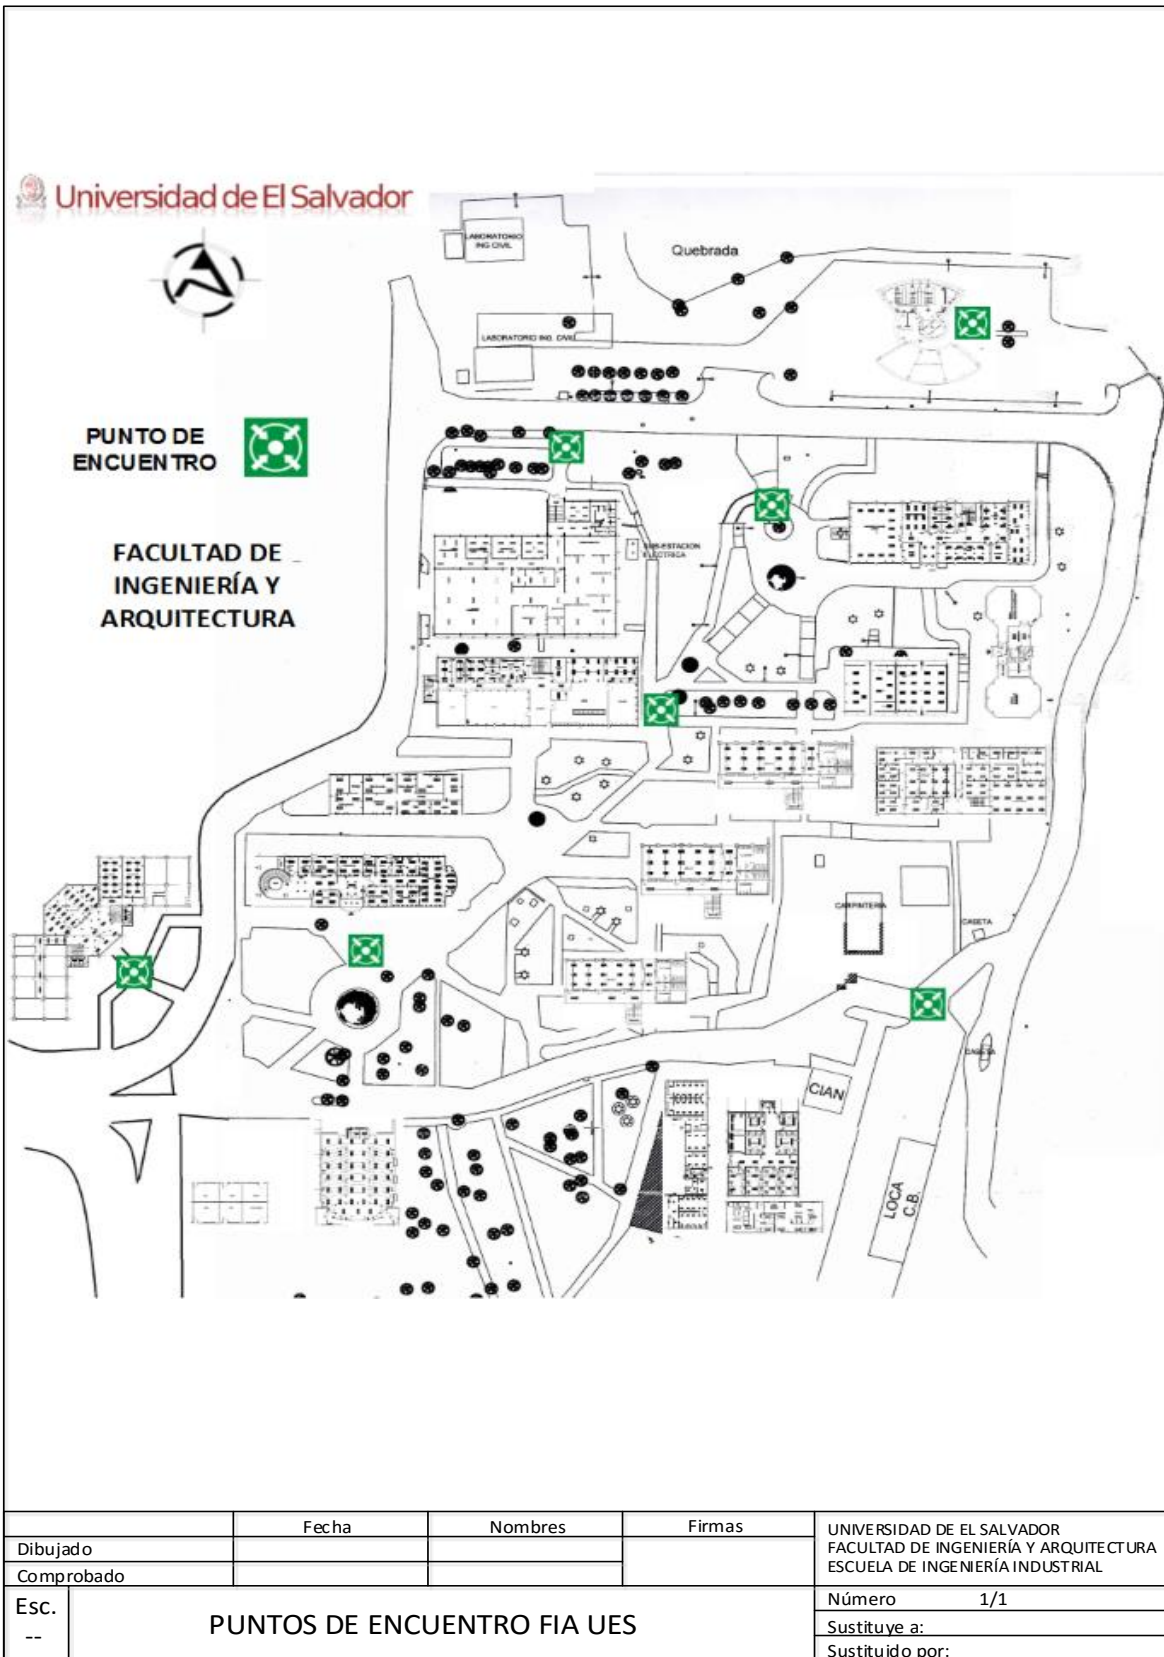 Universidad de El Salvador
LABORATORIO
ING CIVIL
Quebrada
LABORATORIO ING. CIVIL
PUNTO DE
ENCUENTRO
FACULTAD DE
INGENIERÍA Y
ARQUITECTURA
SUB-ESTACION
ELECTRICA
CARPINTERIA
CASETA
CASETA
CIAN
LOCA
C.B.
Fecha Nombres Firmas
Dibujado
Comprobado
UNIVERSIDAD DE EL SALVADOR
FACULTAD DE INGENIERÍA Y ARQUITECTURA
ESCUELA DE INGENIERÍA INDUSTRIAL
Esc.
--
PUNTOS DE ENCUENTRO FIA UES
Número 1/1
Sustituye a:
Sustituido por: